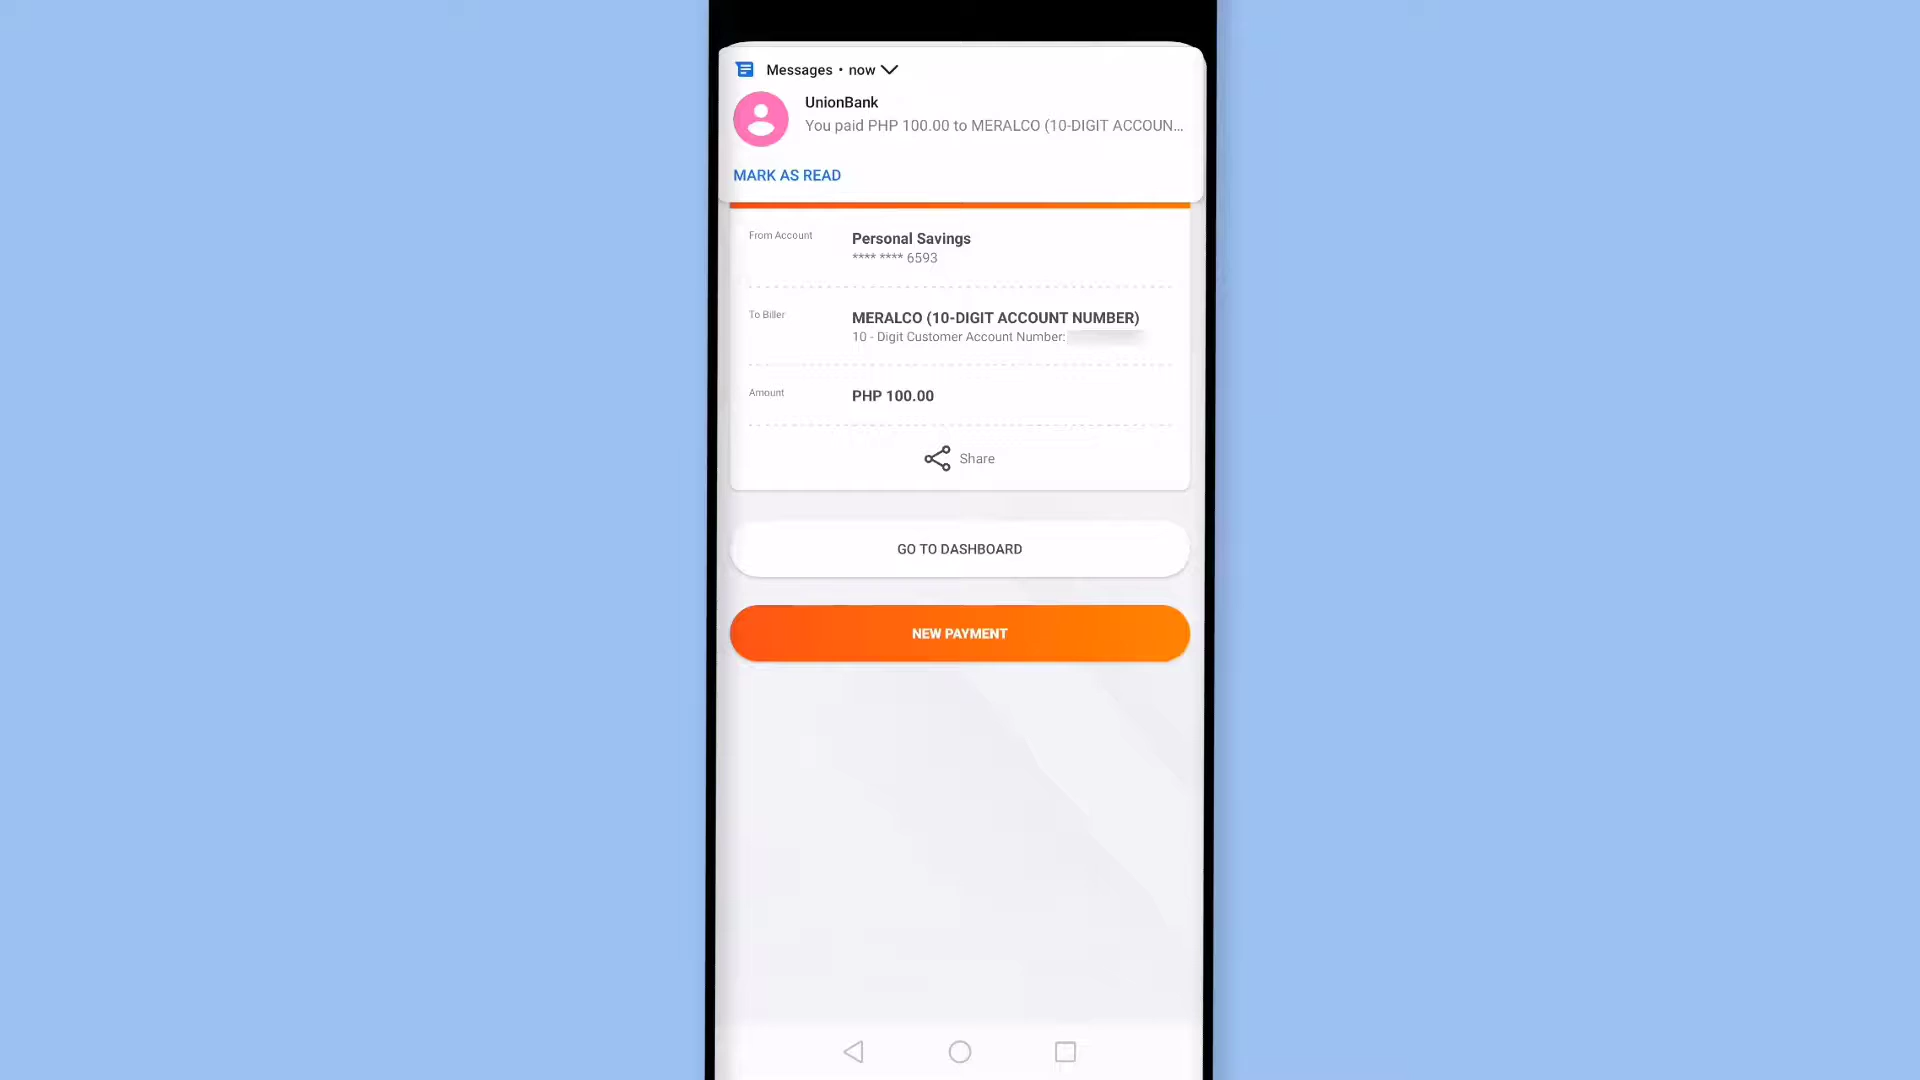 Messages • now
UnionBank
You paid PHP 100.00 to MERALCO (10-DIGIT ACCOUN...
MARK AS READ
From Account
Personal Savings
**** **** 6593
To Biller
MERALCO (10-DIGIT ACCOUNT NUMBER)
10 - Digit Customer Account Number:
Amount
PHP 100.00
Share
GO TO DASHBOARD
NEW PAYMENT